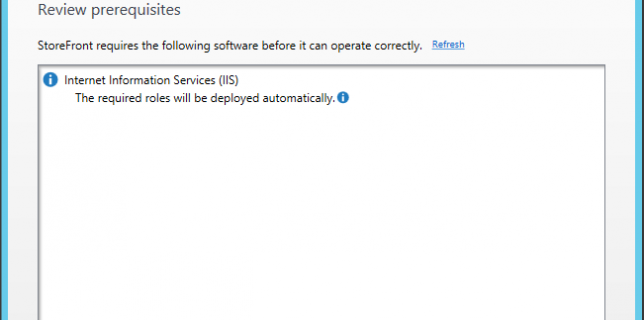 Review prerequisites
StoreFront requires the following software before it can operate correctly. Refresh
Internet Information Services (IIS)
The required roles will be deployed automatically.